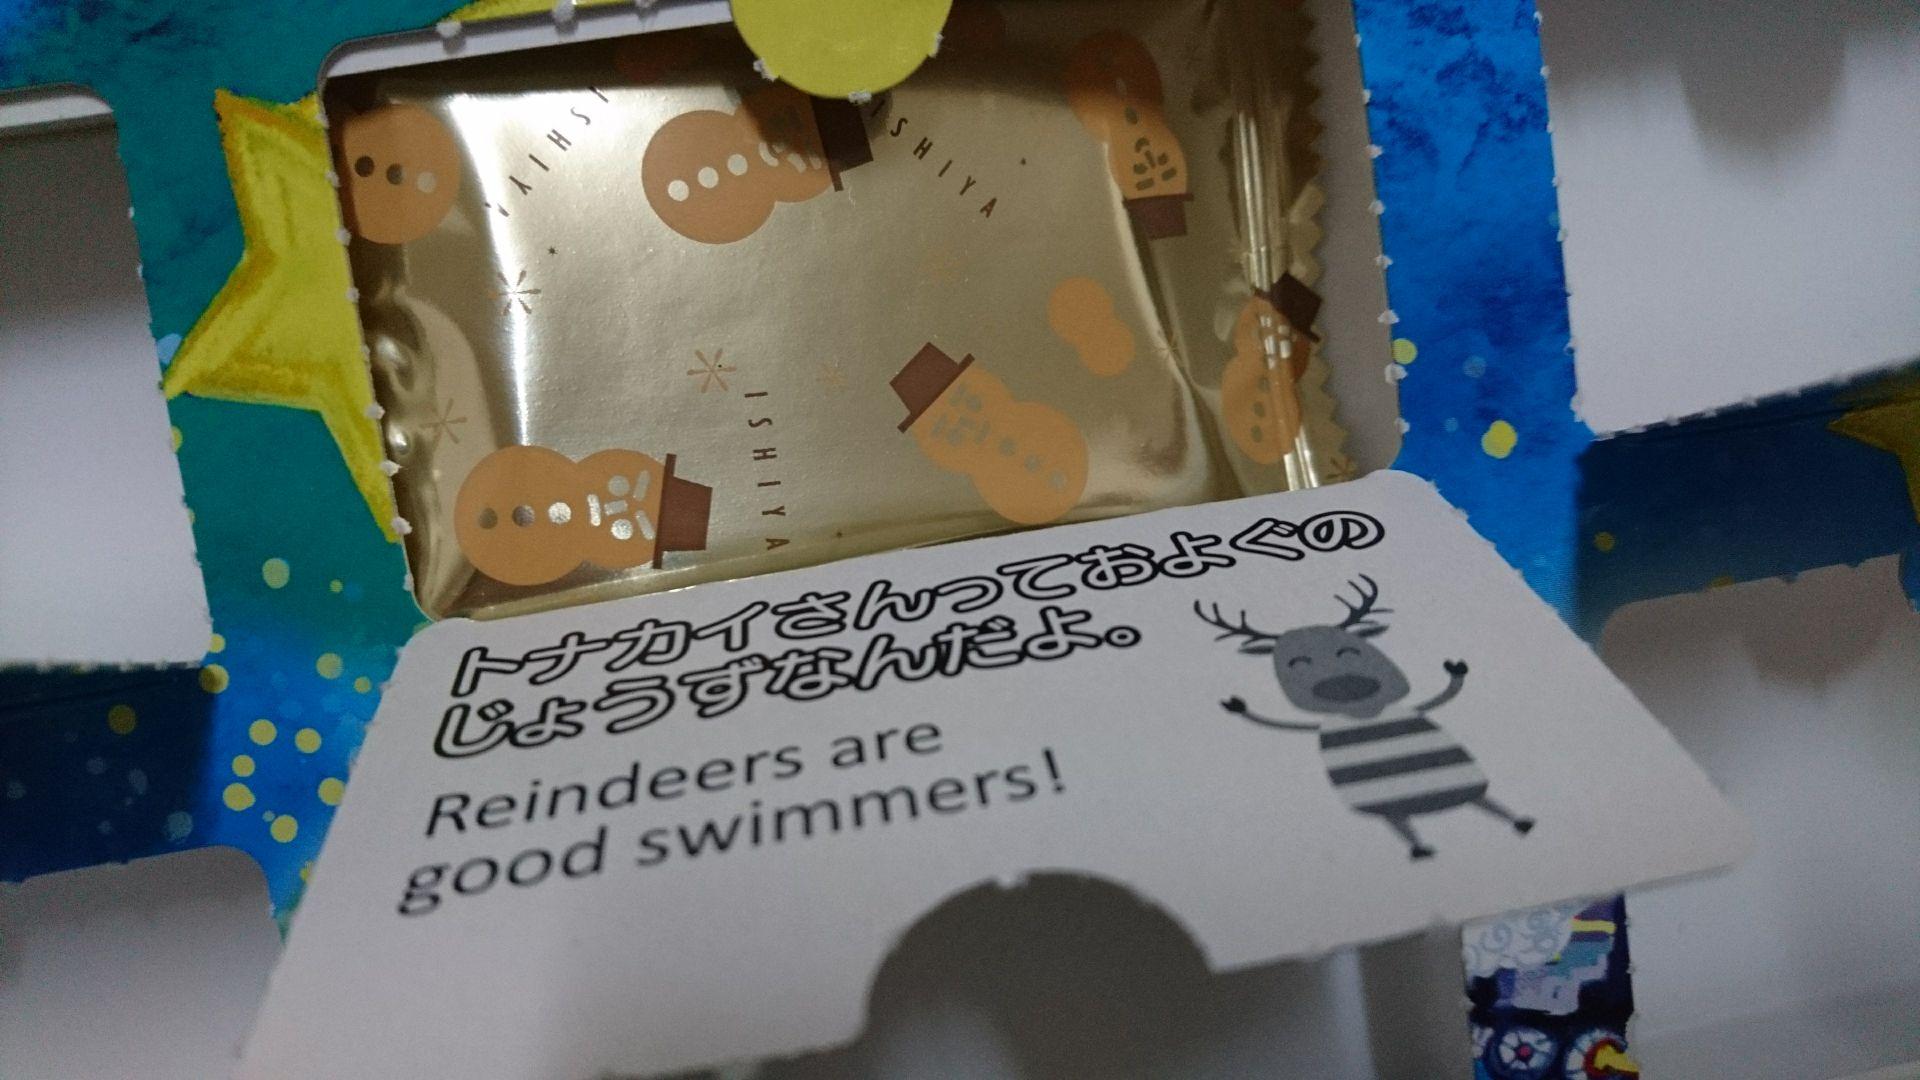 ISHIYA
ISHIYA
ISHIYA
トナカイさんっておよぐの
じょうずなんだよ。
Reindeers are
good swimmers!